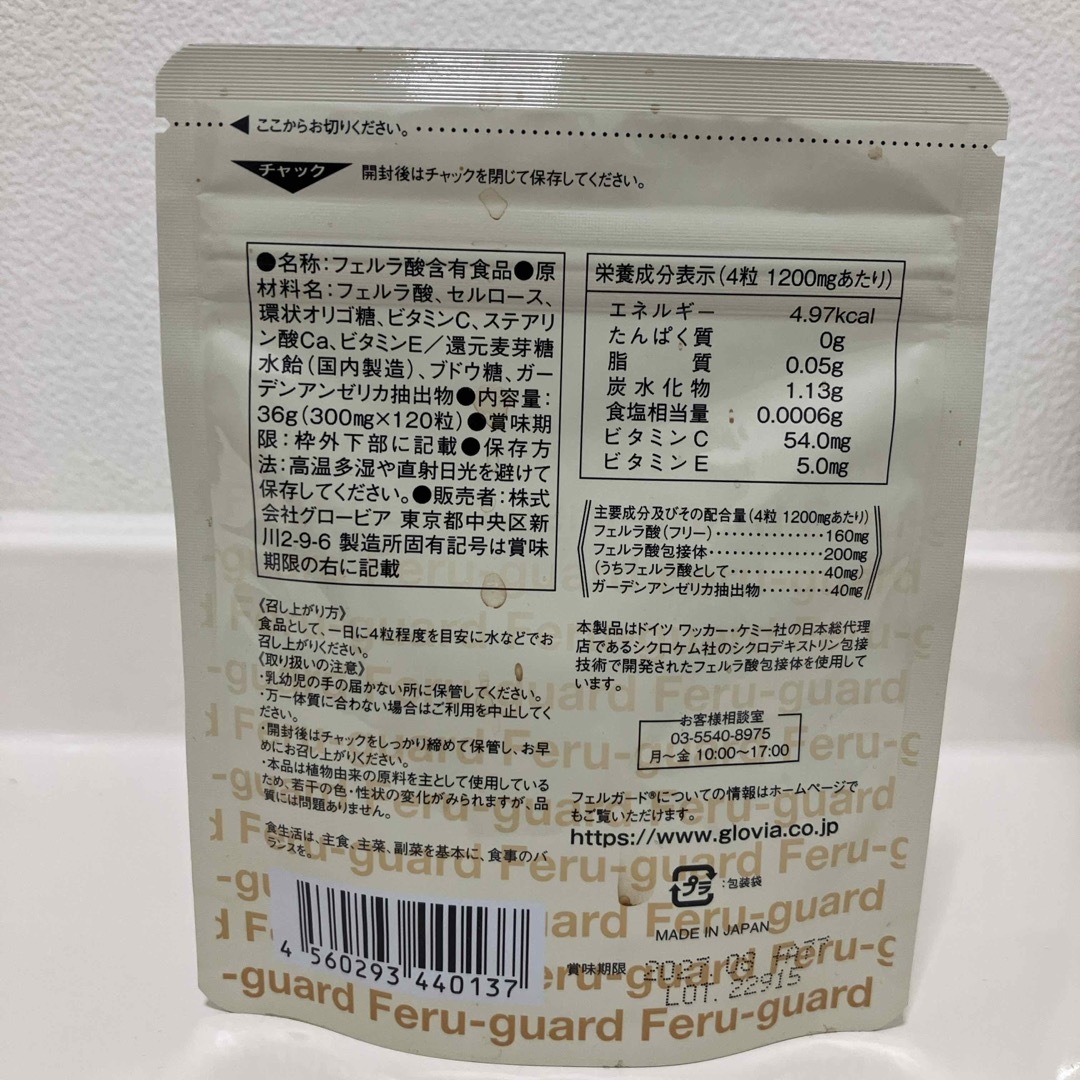 ここからお切りください。
チャック 開封後はチャックを閉じて保存してください。
●名称:フェルラ酸含有食品●原
材料名:フェルラ酸、セルロース、
環状オリゴ糖、ビタミンC、ステアリ
ン酸Ca、ビタミンE/還元麦芽糖
水飴(国内製造)、ブドウ糖、ガー
デンアンゼリカ抽出物●内容量:
36g(300mg×120粒)●賞味期
限:枠外下部に記載●保存方
法:高温多湿や直射日光を避けて
保存してください。●販売者:株式
会社グロービア 東京都中央区新
川2-9-6 製造所固有記号は賞味
期限の右に記載
栄養成分表示(4粒 1200mgあたり)
エネルギー 4.97kcal
たんぱく質 0g
脂質 0.05g
炭水化物 1.13g
食塩相当量 0.0006g
ビタミンC 54.0mg
ビタミンE 5.0mg
主要成分及びその配合量(4粒 1200mgあたり)
フェルラ酸(フリー)・・・・・・・・・・・・・・160mg
フェルラ酸包接体・・・・・・・・・・・・・・200mg
(うちフェルラ酸として・・・・・・・・・・・40mg)
ガーデンアンゼリカ抽出物・・・・・・・・・40mg
《召し上がり方》
食品として、一日に4粒程度を目安に水などでお
召し上がりください。
《取り扱いの注意》
・乳幼児の手の届かない所に保管してください。
・万一体質に合わない場合はご利用を中止してく
ださい。
・開封後はチャックをしっかり締めて保管し、お早
めにお召し上がりください。
・本品は植物由来の原料を主として使用している
ため、若干の色・性状の変化がみられますが、品
質には問題ありません。
食生活は、主食、主菜、副菜を基本に、食事のバ
ランスを。
本製品はドイツ ワッカー・ケミー社の日本総代理
店であるシクロケム社のシクロデキストリン包接
技術で開発されたフェルラ酸包接体を使用して
います。
お客様相談室
03-5540-8975
月~金 10:00~17:00
フェルガード®についての情報はホームページで
もご覧いただけます。
https://www.glovia.co.jp
プラ :包装袋
MADE IN JAPAN
賞味期限 2027.08
LOT. 22915
4 560293 440137
Feru-guard
Feru-guard
Feru-guard Feru-guard
Feru-guard
-guard Feru-guard Feru-guard